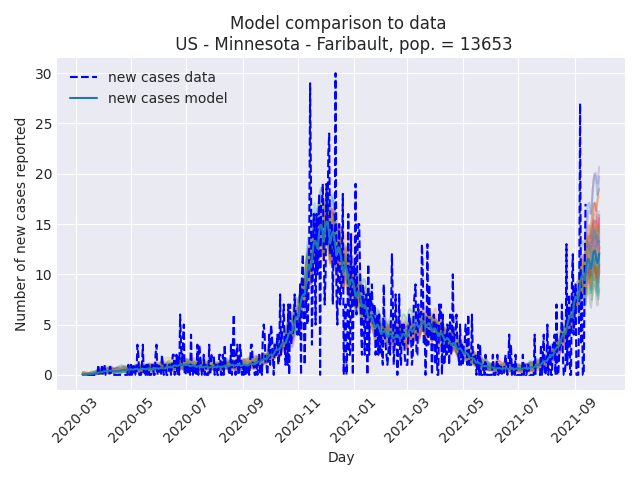 Model comparison to data
US - Minnesota - Faribault, pop. = 13653
new cases data
new cases model
Number of new cases reported
30
25
20
15
10
5
0
2020-03
2020-05
2020-07
2020-09
2020-11
2021-01
2021-03
2021-05
2021-07
2021-09
Day